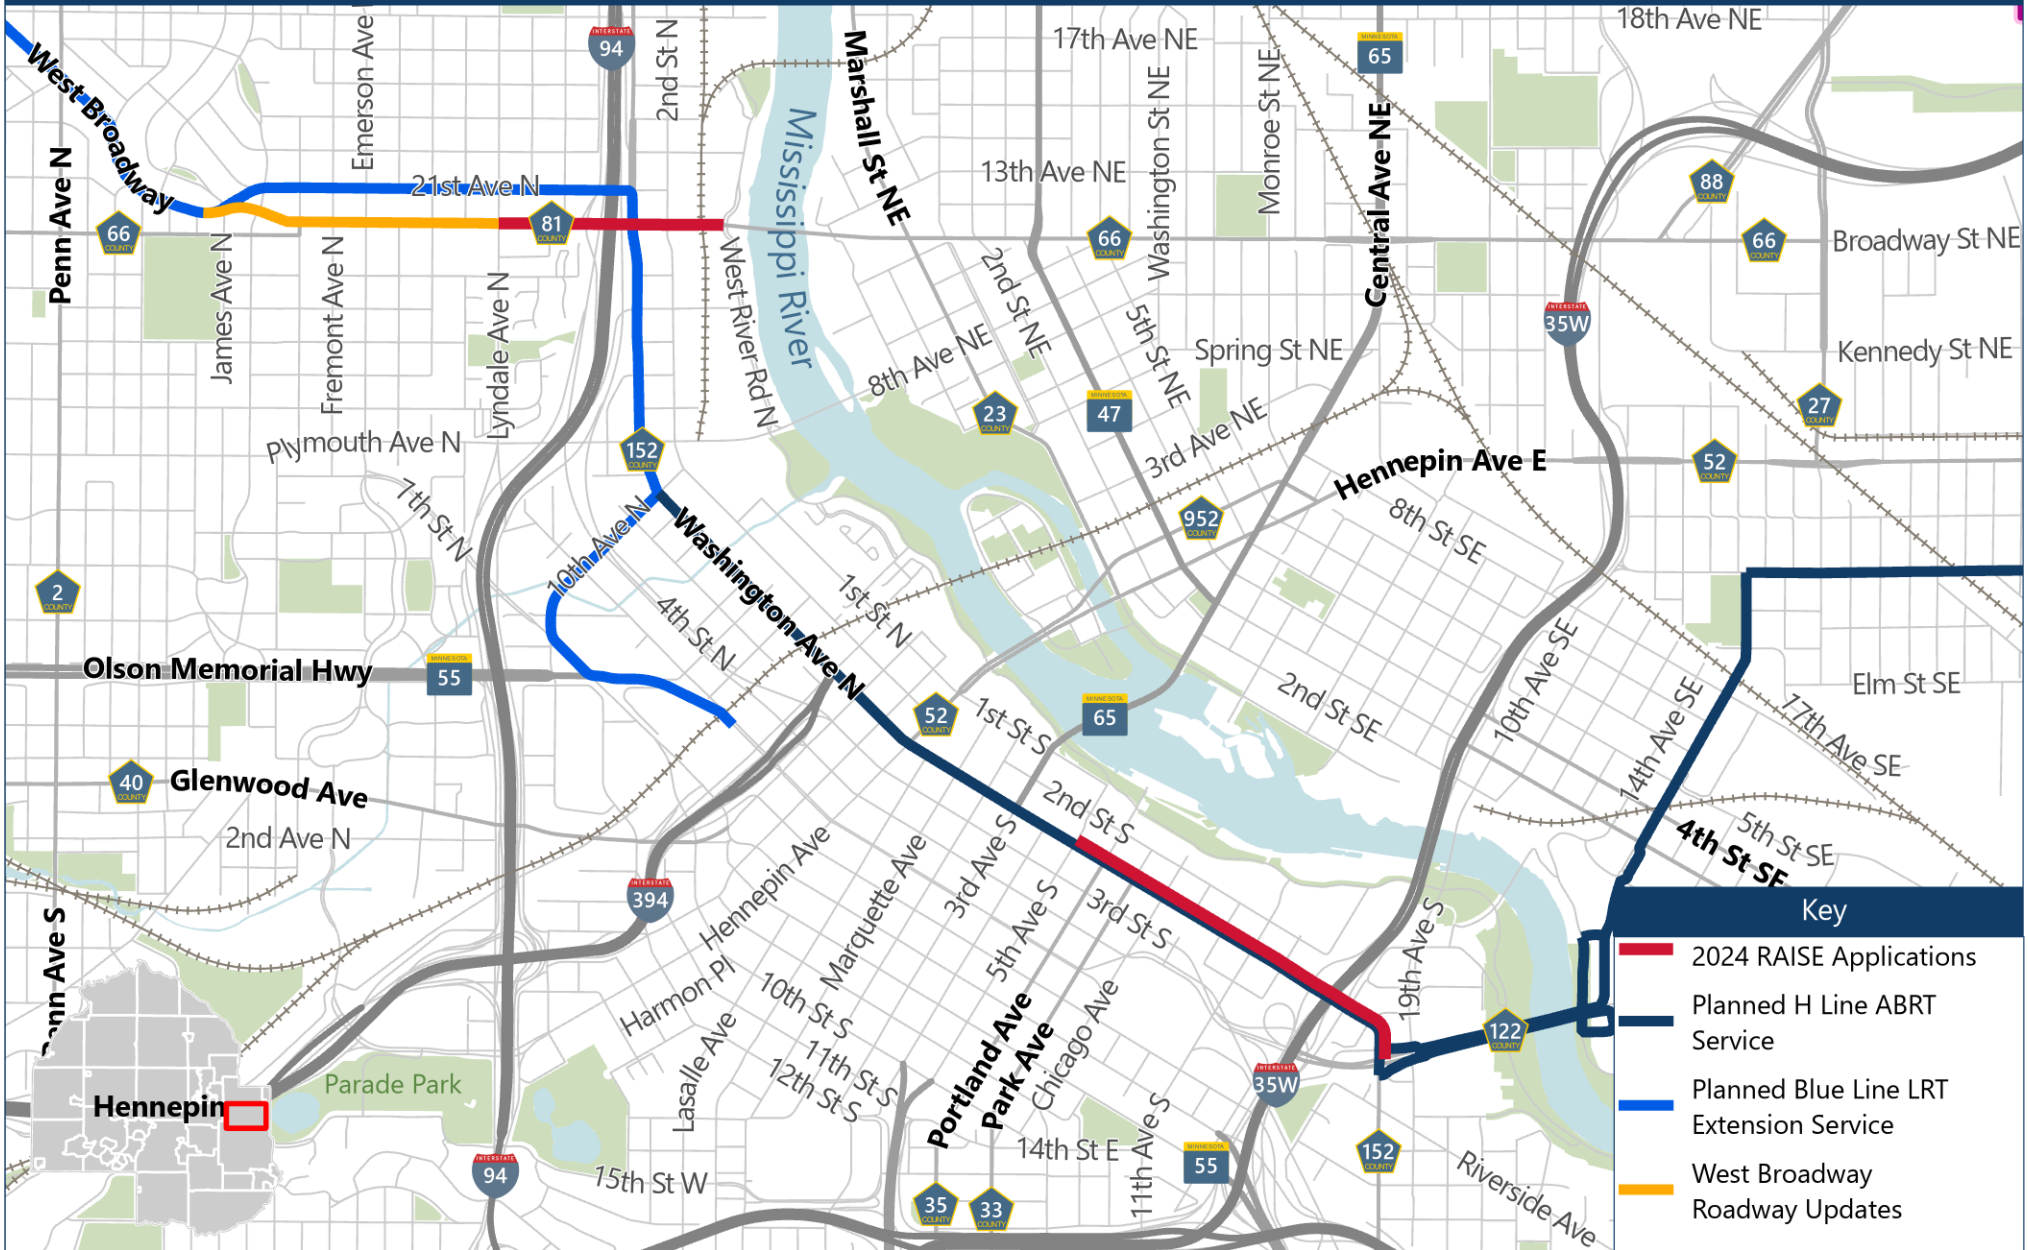 18th Ave NE
INTERSTATE
94
2nd St N
Emerson Ave
Marshall St NE
17th Ave NE
Washington St NE
Monroe St NE
MINNESOTA
65
Central Ave NE
West Broadway
Penn Ave N
Mississippi River
13th Ave NE
88
COUNTY
21st Ave N
81
COUNTY
66
COUNTY
66
COUNTY
66
COUNTY
Broadway St NE
James Ave N
Fremont Ave N
Lyndale Ave N
West River Rd N
2nd St NE
5th St NE
INTERSTATE
35W
8th Ave NE
Spring St NE
Kennedy St NE
23
COUNTY
MINNESOTA
47
27
COUNTY
3rd Ave NE
Plymouth Ave N
152
COUNTY
Hennepin Ave E
52
COUNTY
7th St N
10th Ave N
952
COUNTY
8th St SE
Washington Ave N
2
COUNTY
4th St N
1st St N
Olson Memorial Hwy
MINNESOTA
55
10th Ave SE
Elm St SE
52
COUNTY
1st St S
MINNESOTA
65
2nd St SE
14th Ave SE
17th Ave SE
40
COUNTY
Glenwood Ave
2nd Ave N
2nd St S
5th St SE
4th St SE
Hennepin Ave
Marquette Ave
3rd Ave S
INTERSTATE
394
5th Ave S
3rd St S
19th Ave S
Harmon Pl
10th St S
11th St S
12th St S
Lasalle Ave
Portland Ave
Park Ave
Chicago Ave
122
COUNTY
INTERSTATE
35W
Parade Park
Hennepin
14th St E
11th Ave S
MINNESOTA
55
152
COUNTY
INTERSTATE
94
15th St W
35
COUNTY
33
COUNTY
Riverside Ave
Key
2024 RAISE Applications
Planned H Line ABRT
Service
Planned Blue Line LRT
Extension Service
West Broadway
Roadway Updates